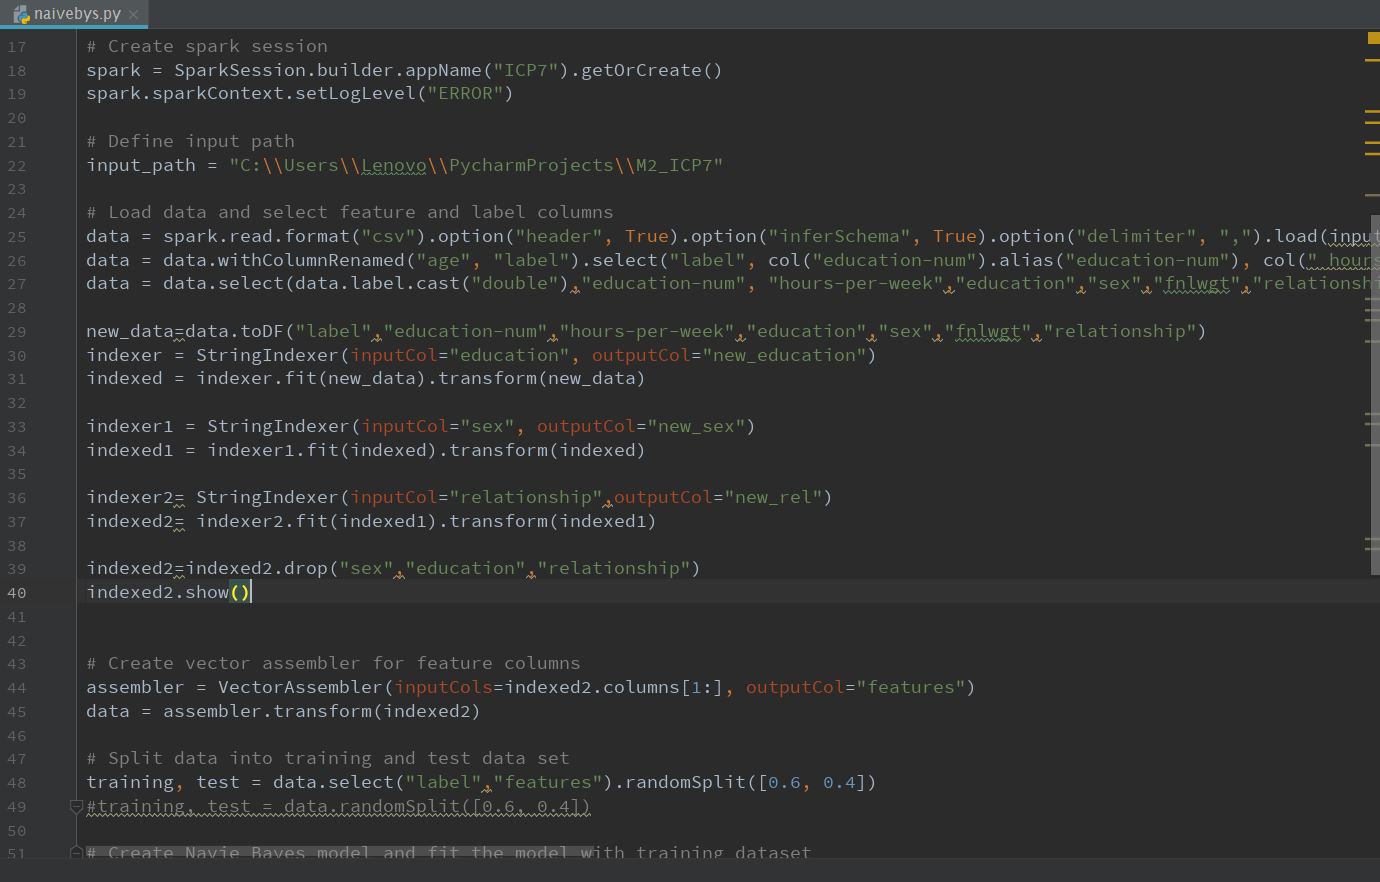 naivebys.py
17 # Create spark session
18 spark = SparkSession.builder.appName("ICP7").getOrCreate()
19 spark.sparkContext.setLogLevel("ERROR")
20
21 # Define input path
22 input_path = "C:\\Users\\Lenovo\\PycharmProjects\\M2_ICP7"
23
24 # Load data and select feature and label columns
25 data = spark.read.format("csv").option("header", True).option("inferSchema", True).option("delimiter", ",").load(input
26 data = data.withColumnRenamed("age", "label").select("label", col("education-num").alias("education-num"), col(" hours
27 data = data.select(data.label.cast("double"),"education-num", "hours-per-week","education","sex","fnlwgt","relationshi
28
29 new_data=data.toDF("label","education-num","hours-per-week","education","sex","fnlwgt","relationship")
30 indexer = StringIndexer(inputCol="education", outputCol="new_education")
31 indexed = indexer.fit(new_data).transform(new_data)
32
33 indexer1 = StringIndexer(inputCol="sex", outputCol="new_sex")
34 indexed1 = indexer1.fit(indexed).transform(indexed)
35
36 indexer2= StringIndexer(inputCol="relationship",outputCol="new_rel")
37 indexed2= indexer2.fit(indexed1).transform(indexed1)
38
39 indexed2=indexed2.drop("sex","education","relationship")
40 indexed2.show()
41
42
43 # Create vector assembler for feature columns
44 assembler = VectorAssembler(inputCols=indexed2.columns[1:], outputCol="features")
45 data = assembler.transform(indexed2)
46
47 # Split data into training and test data set
48 training, test = data.select("label","features").randomSplit([0.6, 0.4])
49 #training, test = data.randomSplit([0.6, 0.4])
50
51 # Create Navie Bayes model and fit the model with training dataset